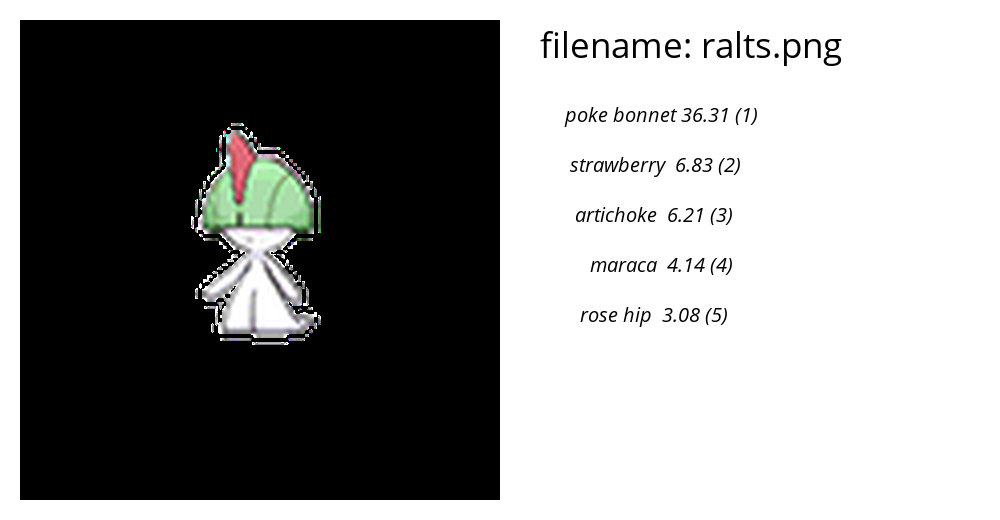 filename: ralts.png
poke bonnet 36.31 (1)
strawberry 6.83 (2)
artichoke 6.21 (3)
maraca 4.14 (4)
rose hip 3.08 (5)